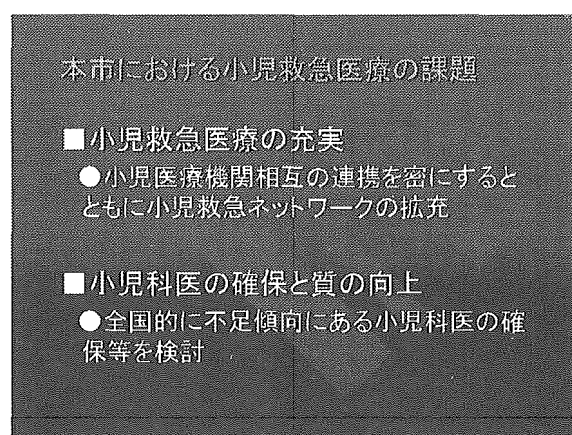 本市における小児救急医療の課題
■小児救急医療の充実
●小児医療機関相互の連携を密にすると
ともに小児救急ネットワークの拡充
■小児科医の確保と質の向上
●全国的に不足傾向にある小児科医の確
保等を検討